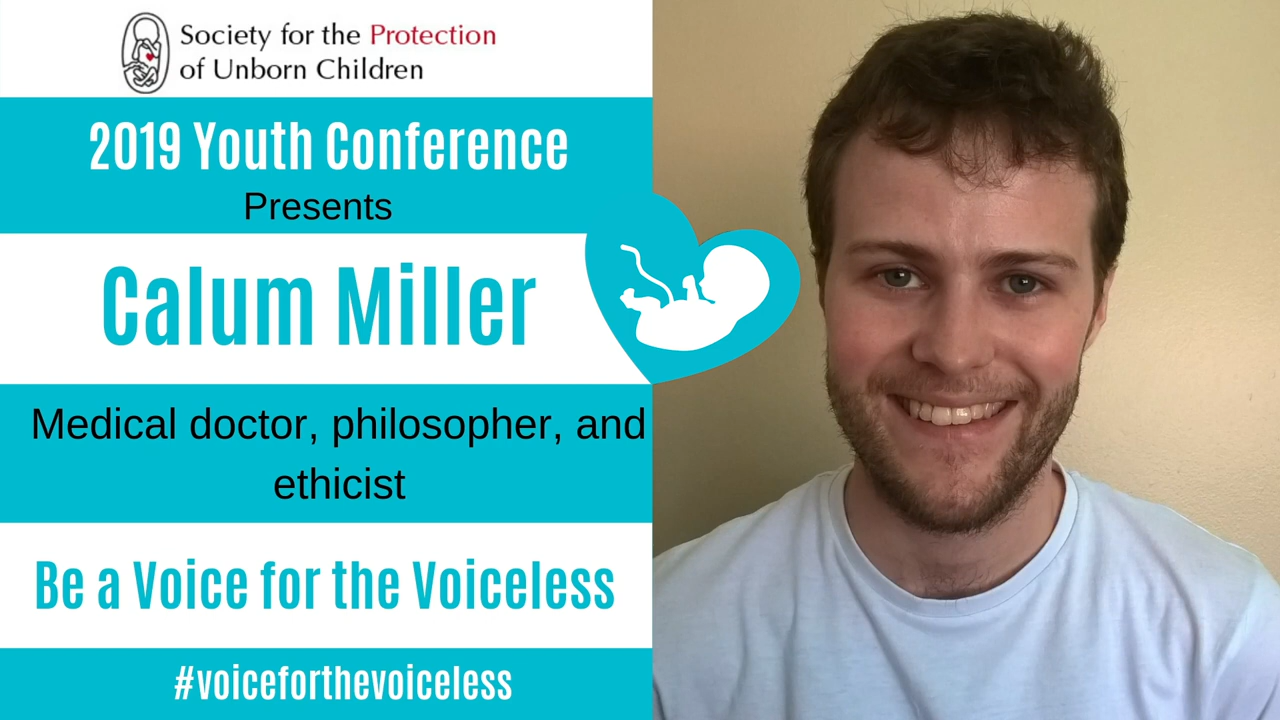 Society for the Protection
of Unborn Children
2019 Youth Conference
Presents
Calum Miller
Medical doctor, philosopher, and
ethicist
Be a Voice for the Voiceless
#voiceforthevoiceless